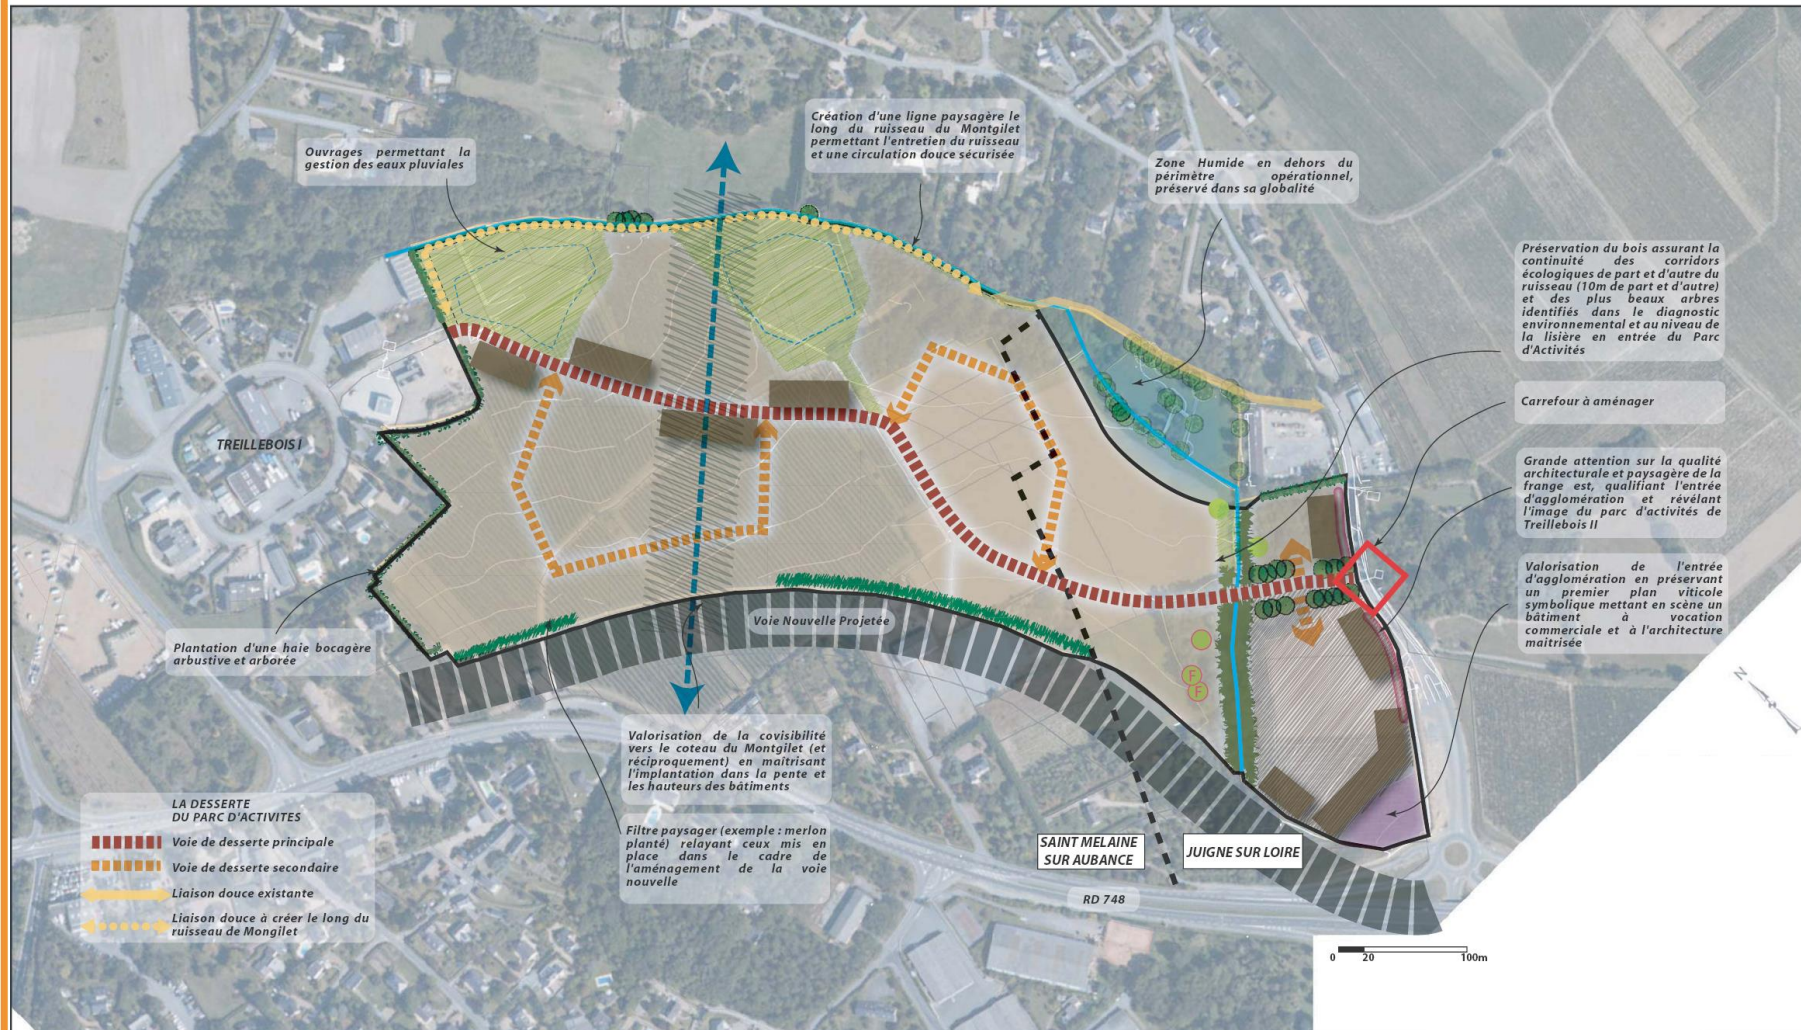 Création d'une ligne paysagère le
long du ruisseau du Montgilet
permettant l'entretien du ruisseau
et une circulation douce sécurisée
Ouvrages permettant la
gestion des eaux pluviales
Zone Humide en dehors du
périmètre opérationnel,
préservé dans sa globalité
Préservation du bois assurant la
continuité des corridors
écologiques de part et d'autre du
ruisseau (10m de part et d'autre)
et des plus beaux arbres
identifiés dans le diagnostic
environnemental et au niveau de
la lisière en entrée du Parc
d'Activités
Carrefour à aménager
TREILLEBOIS I
Grande attention sur la qualité
architecturale et paysagère de la
frange est, qualifiant l'entrée
d'agglomération et révélant
l'image du parc d'activités de
Treillebois II
Valorisation de l'entrée
d'agglomération en préservant
un premier plan viticole
symbolique mettant en scène un
bâtiment à vocation
commerciale et à l'architecture
maitrisée
Voie Nouvelle Projetée
Plantation d'une haie bocagère
arbustive et arborée
F
F
N
Valorisation de la covisibilité
vers le coteau du Montgilet (et
réciproquement) en maîtrisant
l'implantation dans la pente et
les hauteurs des bâtiments
Filtre paysager (exemple : merlon
planté) relayant ceux mis en
place dans le cadre de
l'aménagement de la voie
nouvelle
SAINT MELAINE
SUR AUBANCE
JUIGNE SUR LOIRE
RD 748
LA DESSERTE
DU PARC D'ACTIVITES
Voie de desserte principale
Voie de desserte secondaire
Liaison douce existante
Liaison douce à créer le long du
ruisseau de Mongilet
0 20 100m